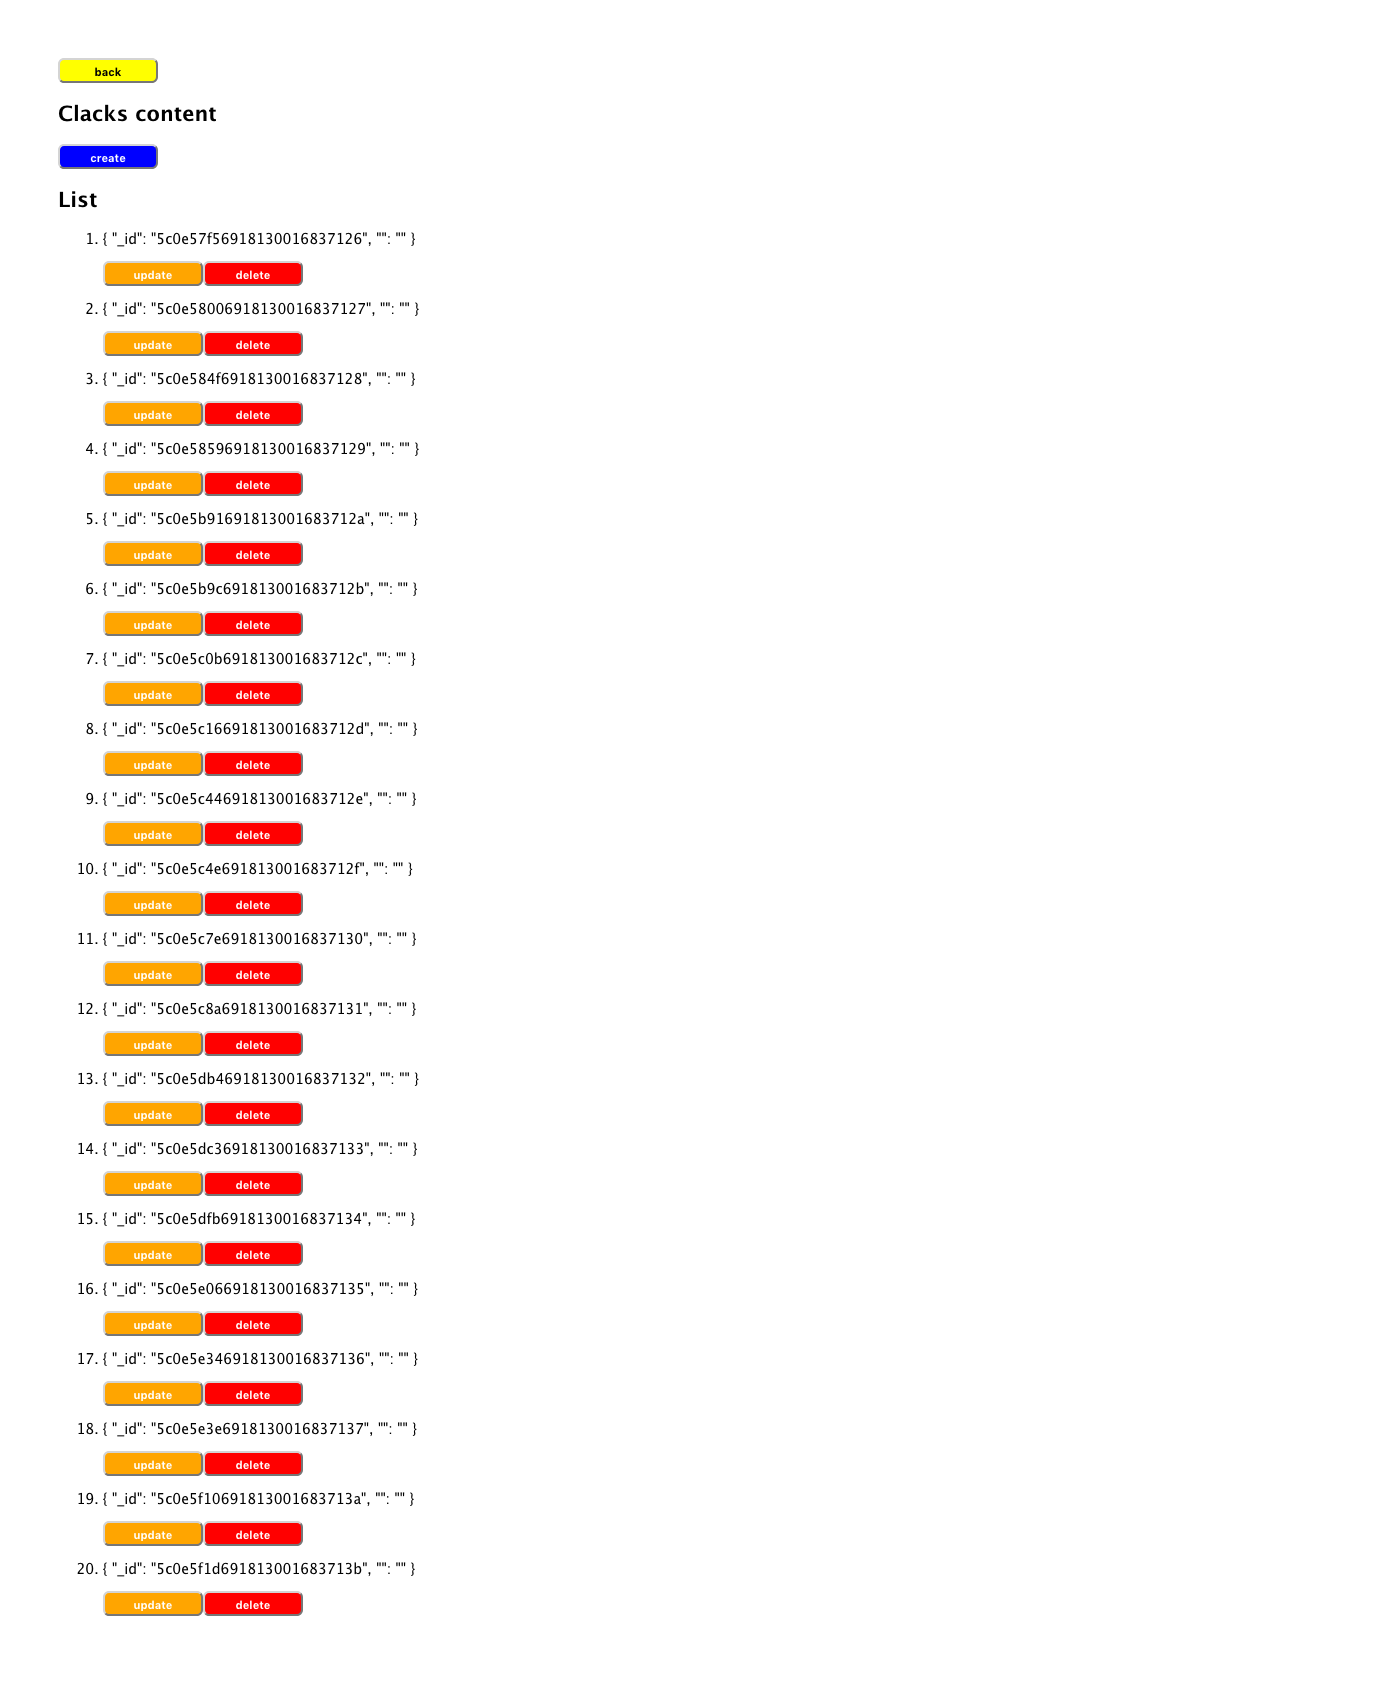 back
Clacks content
create
List
1. { "_id": "5c0e57f56918130016837126", "": "" }
update delete
2. { "_id": "5c0e58006918130016837127", "": "" }
update delete
3. { "_id": "5c0e584f6918130016837128", "": "" }
update delete
4. { "_id": "5c0e58596918130016837129", "": "" }
update delete
5. { "_id": "5c0e5b91691813001683712a", "": "" }
update delete
6. { "_id": "5c0e5b9c691813001683712b", "": "" }
update delete
7. { "_id": "5c0e5c0b691813001683712c", "": "" }
update delete
8. { "_id": "5c0e5c16691813001683712d", "": "" }
update delete
9. { "_id": "5c0e5c44691813001683712e", "": "" }
update delete
10. { "_id": "5c0e5c4e691813001683712f", "": "" }
update delete
11. { "_id": "5c0e5c7e6918130016837130", "": "" }
update delete
12. { "_id": "5c0e5c8a6918130016837131", "": "" }
update delete
13. { "_id": "5c0e5db46918130016837132", "": "" }
update delete
14. { "_id": "5c0e5dc36918130016837133", "": "" }
update delete
15. { "_id": "5c0e5dfb6918130016837134", "": "" }
update delete
16. { "_id": "5c0e5e066918130016837135", "": "" }
update delete
17. { "_id": "5c0e5e346918130016837136", "": "" }
update delete
18. { "_id": "5c0e5e3e6918130016837137", "": "" }
update delete
19. { "_id": "5c0e5f10691813001683713a", "": "" }
update delete
20. { "_id": "5c0e5f1d691813001683713b", "": "" }
update delete